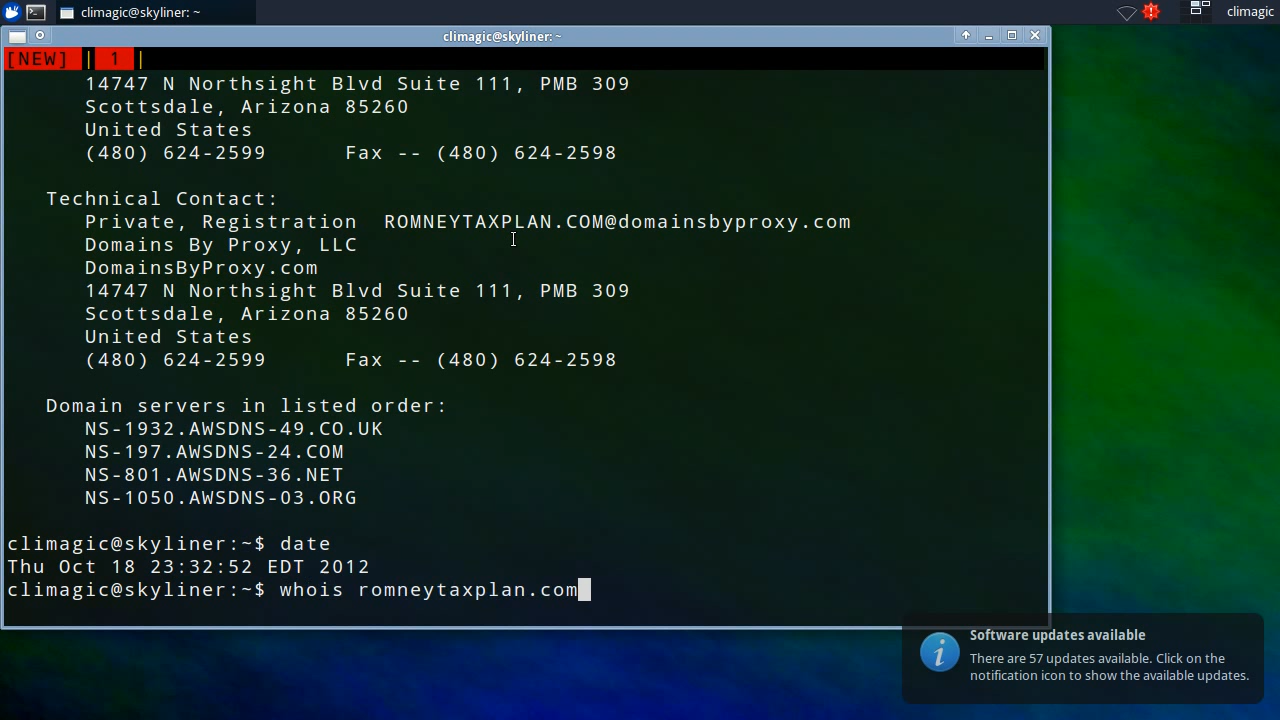 climagic@skyliner: ~
climagic
climagic@skyliner: ~
[NEW] | 1 |
14747 N Northsight Blvd Suite 111, PMB 309
Scottsdale, Arizona 85260
United States
(480) 624-2599 Fax -- (480) 624-2598
Technical Contact:
Private, Registration ROMNEYTAXPLAN.COM@domainsbyproxy.com
Domains By Proxy, LLC
DomainsByProxy.com
14747 N Northsight Blvd Suite 111, PMB 309
Scottsdale, Arizona 85260
United States
(480) 624-2599 Fax -- (480) 624-2598
Domain servers in listed order:
NS-1932.AWSDNS-49.CO.UK
NS-197.AWSDNS-24.COM
NS-801.AWSDNS-36.NET
NS-1050.AWSDNS-03.ORG
climagic@skyliner:~$ date
Thu Oct 18 23:32:52 EDT 2012
climagic@skyliner:~$ whois romneytaxplan.com
Software updates available
There are 57 updates available. Click on the
notification icon to show the available updates.